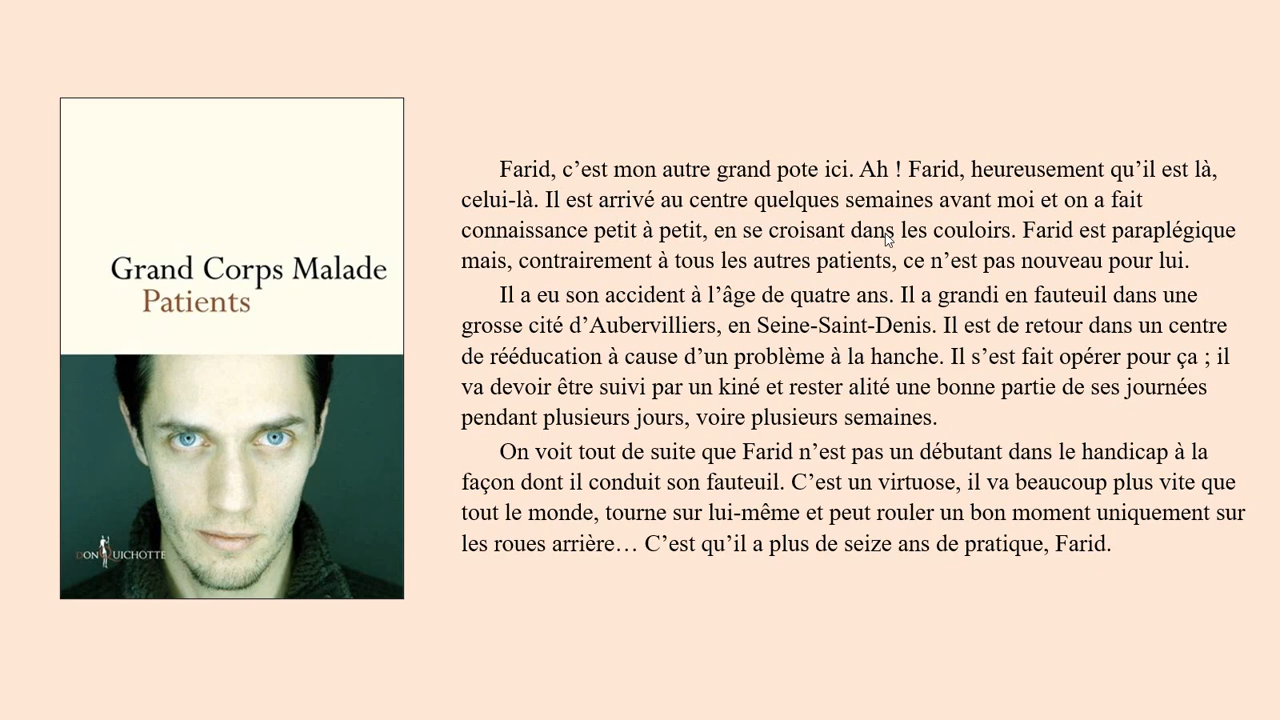 Grand Corps Malade
Patients
DON QUICHOTTE
Farid, c’est mon autre grand pote ici. Ah ! Farid, heureusement qu’il est là,
celui-là. Il est arrivé au centre quelques semaines avant moi et on a fait
connaissance petit à petit, en se croisant dans les couloirs. Farid est paraplégique
mais, contrairement à tous les autres patients, ce n’est pas nouveau pour lui.
Il a eu son accident à l’âge de quatre ans. Il a grandi en fauteuil dans une
grosse cité d’Aubervilliers, en Seine-Saint-Denis. Il est de retour dans un centre
de rééducation à cause d’un problème à la hanche. Il s’est fait opérer pour ça ; il
va devoir être suivi par un kiné et rester alité une bonne partie de ses journées
pendant plusieurs jours, voire plusieurs semaines.
On voit tout de suite que Farid n’est pas un débutant dans le handicap à la
façon dont il conduit son fauteuil. C’est un virtuose, il va beaucoup plus vite que
tout le monde, tourne sur lui-même et peut rouler un bon moment uniquement sur
les roues arrière… C’est qu’il a plus de seize ans de pratique, Farid.